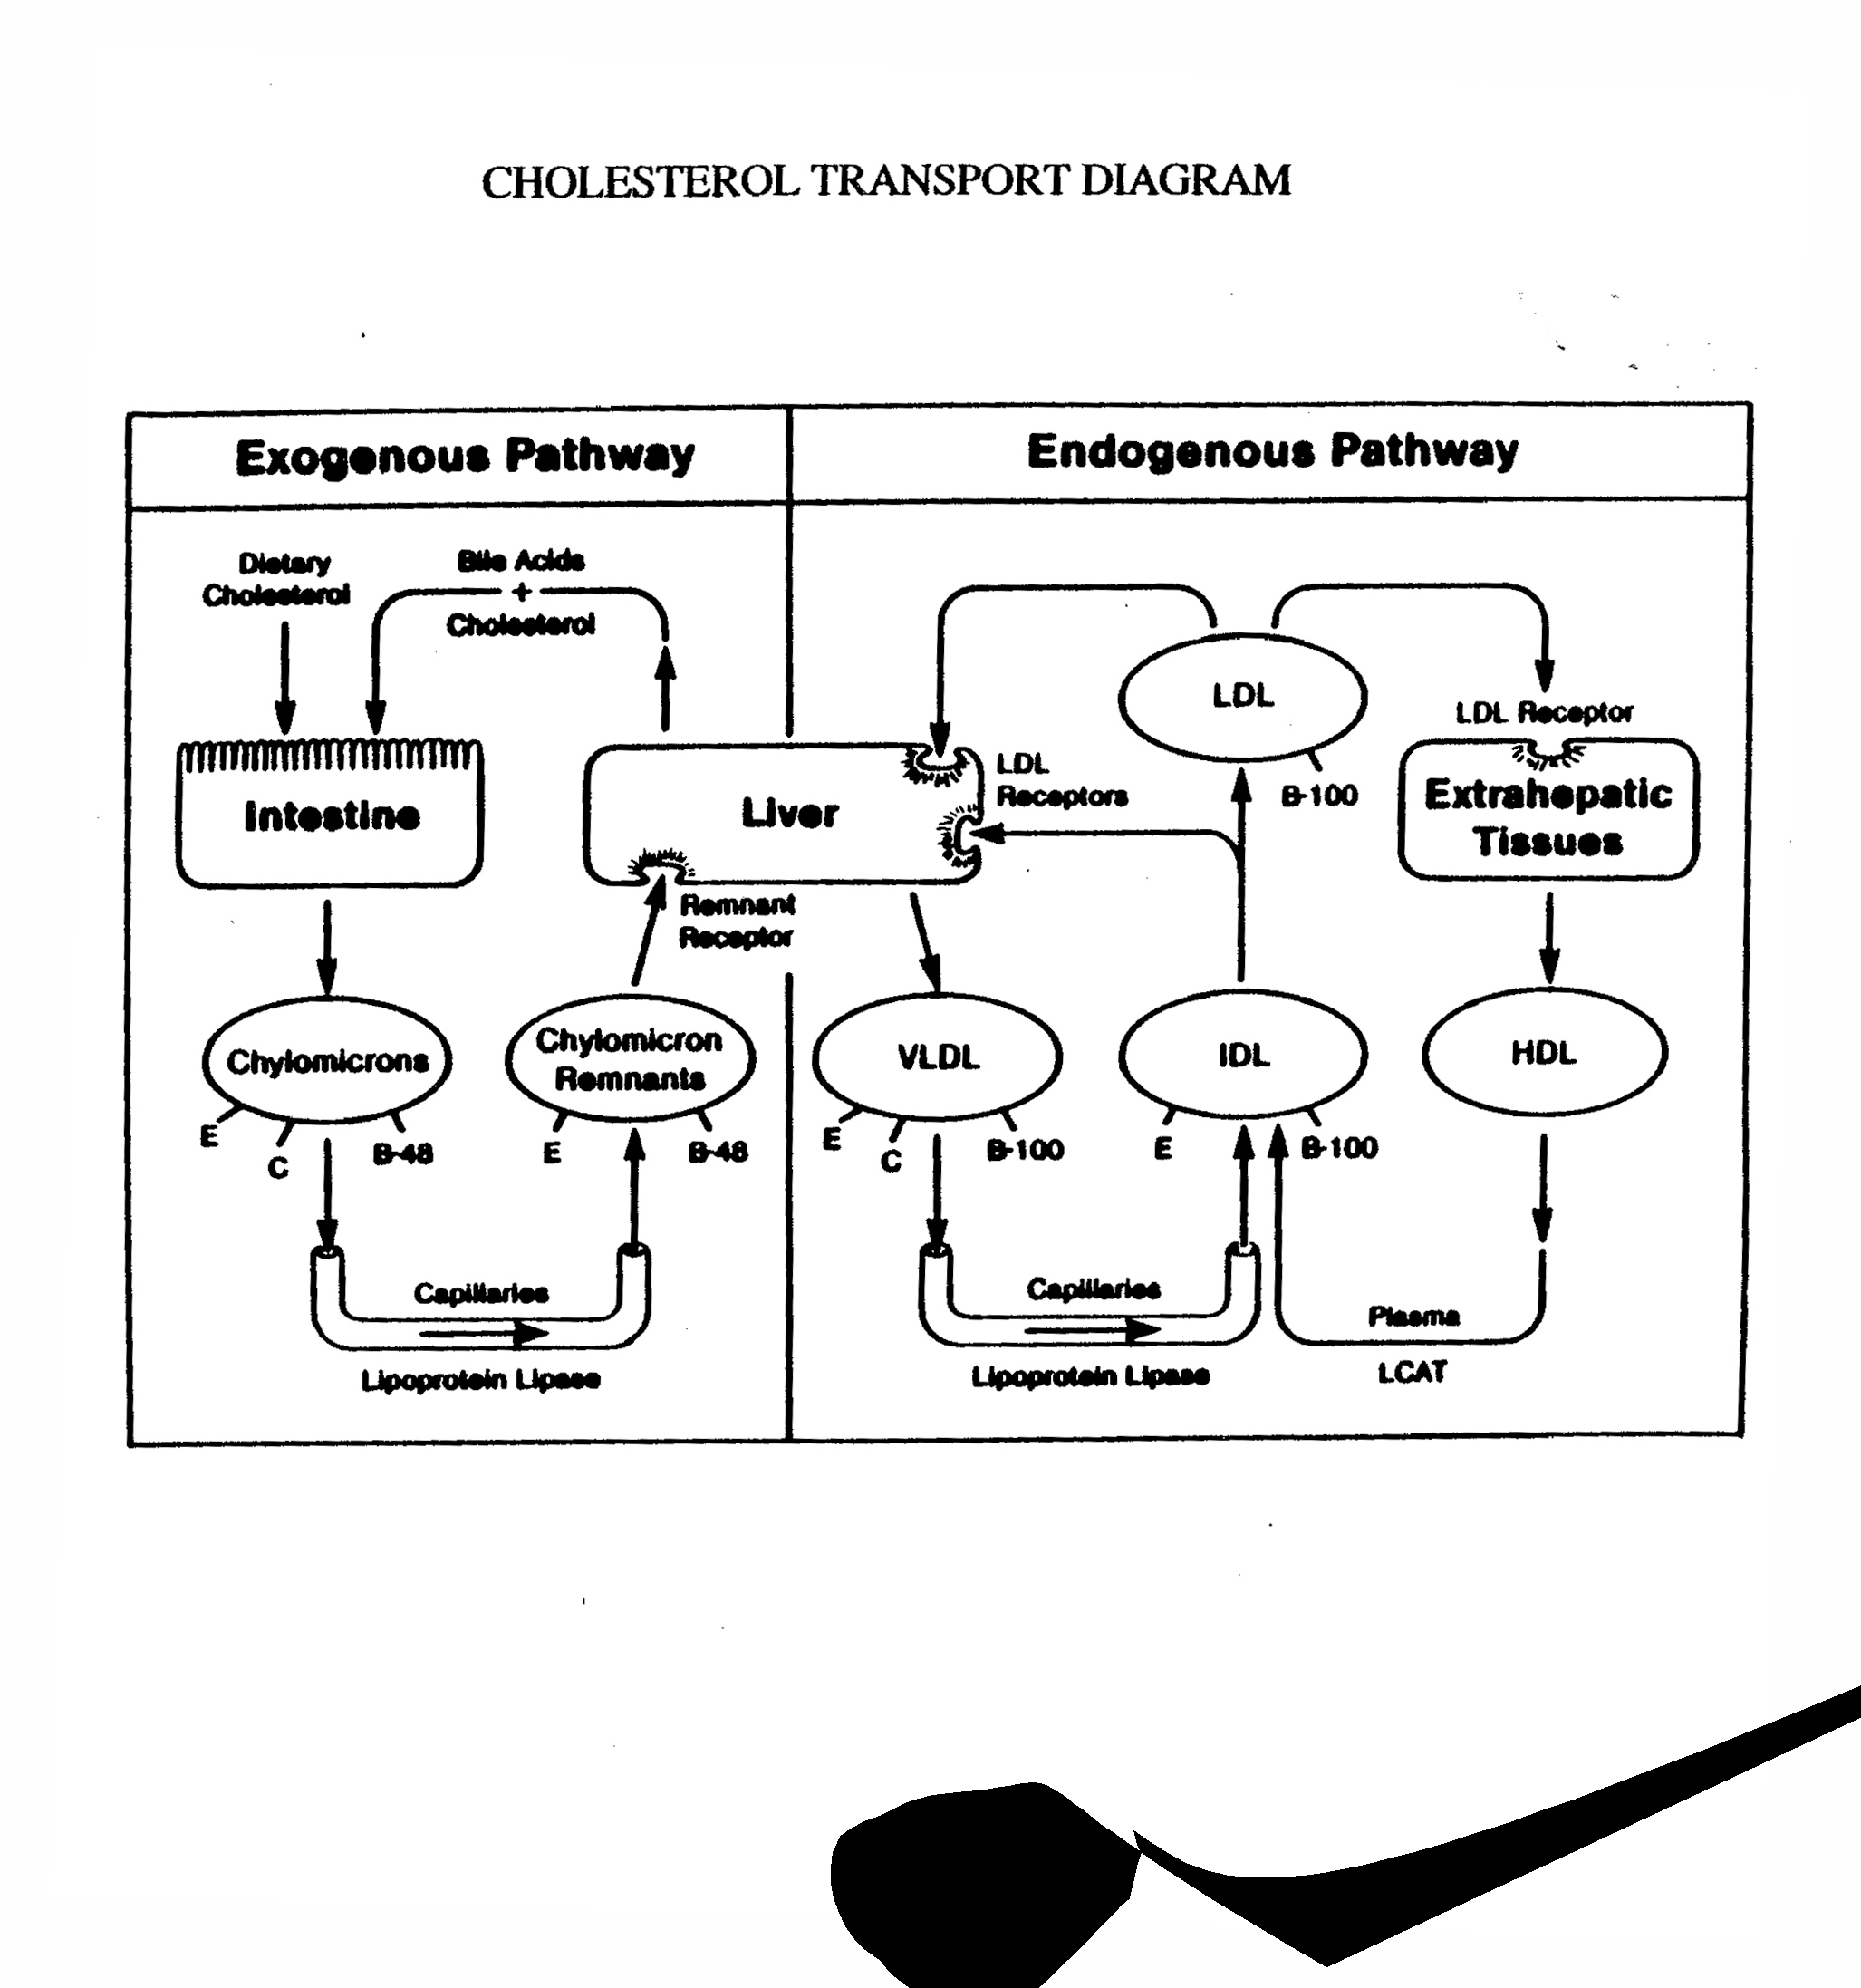 CHOLESTEROL TRANSPORT DIAGRAM
Exogenous Pathway
Endogenous Pathway
Dietary
Cholesterol
Bile Acids
+
Cholesterol
Intestine
Liver
LDL
Receptors
Remnant
Receptor
LDL
B-100
LDL Receptor
Extrahepatic
Tissues
Chylomicrons
E
C
B-48
Chylomicron
Remnants
E
B-48
VLDL
E
C
B-100
IDL
E
B-100
HDL
Capillaries
Lipoprotein Lipase
Capillaries
Lipoprotein Lipase
Plasma
LCAT